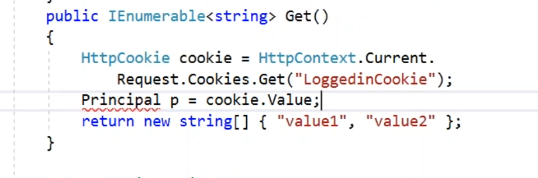 public IEnumerable<string> Get()
{
HttpCookie cookie = HttpContext.Current.
Request.Cookies.Get("LoggedinCookie");
Principal p = cookie.Value;
return new string[] { "value1", "value2" };
}